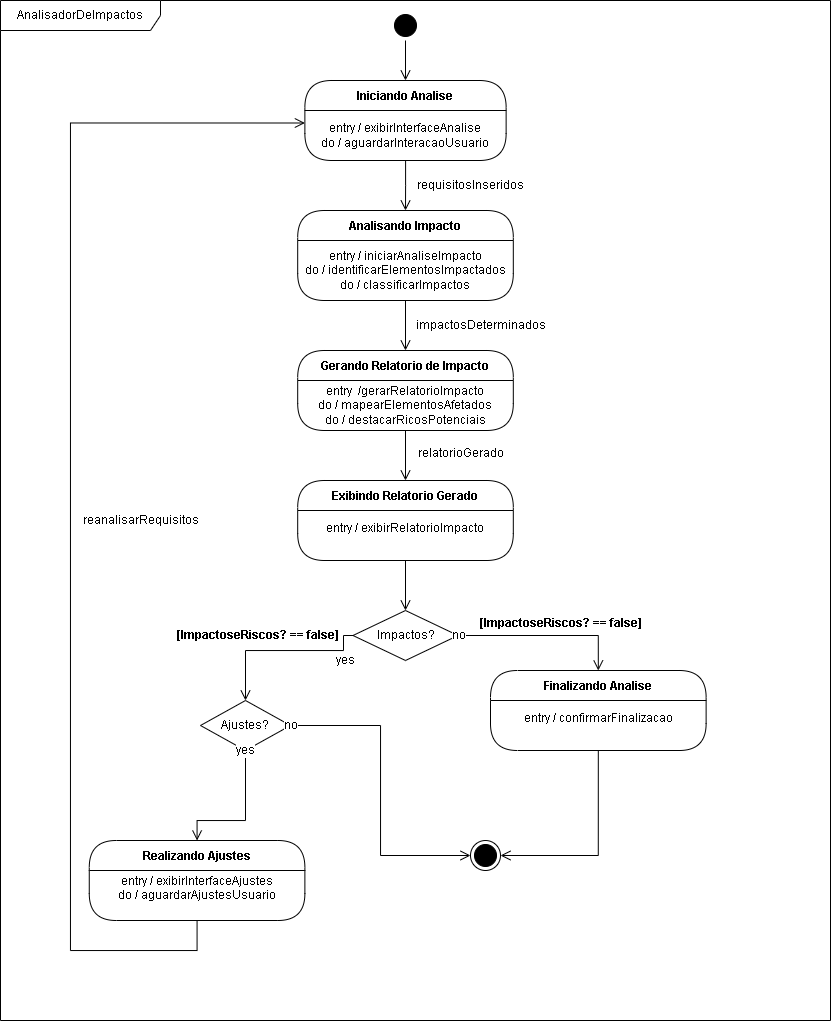 AnalisadorDeImpactos
Iniciando Analise
entry / exibirInterfaceAnalise
do / aguardarInteracaoUsuario
requisitosInseridos
Analisando Impacto
entry / iniciarAnaliseImpacto
do / identificarElementosImpactados
do / classificarImpactos
impactosDeterminados
Gerando Relatorio de Impacto
entry /gerarRelatorioImpacto
do / mapearElementosAfetados
do / destacarRicosPotenciais
relatorioGerado
Exibindo Relatorio Gerado
entry / exibirRelatorioImpacto
reanalisarRequisitos
[ImpactoseRiscos? == false]
Impactos?
no
[ImpactoseRiscos? == false]
yes
Finalizando Analise
entry / confirmarFinalizacao
Ajustes?
no
yes
Realizando Ajustes
entry / exibirInterfaceAjustes
do / aguardarAjustesUsuario